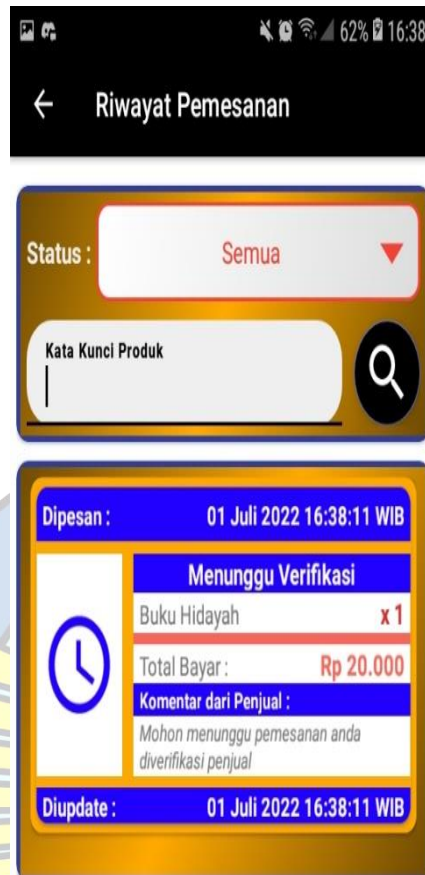 62% 16:38
Riwayat Pemesanan
Status :
Semua
Kata Kunci Produk
Dipesan :
01 Juli 2022 16:38:11 WIB
Menunggu Verifikasi
Buku Hidayah
x 1
Total Bayar :
Rp 20.000
Komentar dari Penjual :
Mohon menunggu pemesanan anda
diverifikasi penjual
Diupdate :
01 Juli 2022 16:38:11 WIB